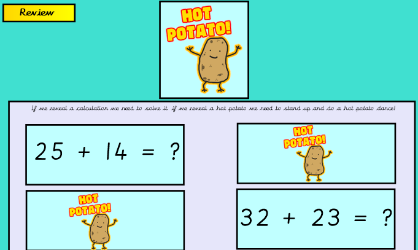 Review
HOT
POTATO!
If we reveal a calculation we need to solve it. If we reveal a hot potato we need to stand up and do a hot potato dance!
25 + 14 = ?
HOT
POTATO!
HOT
POTATO!
32 + 23 = ?